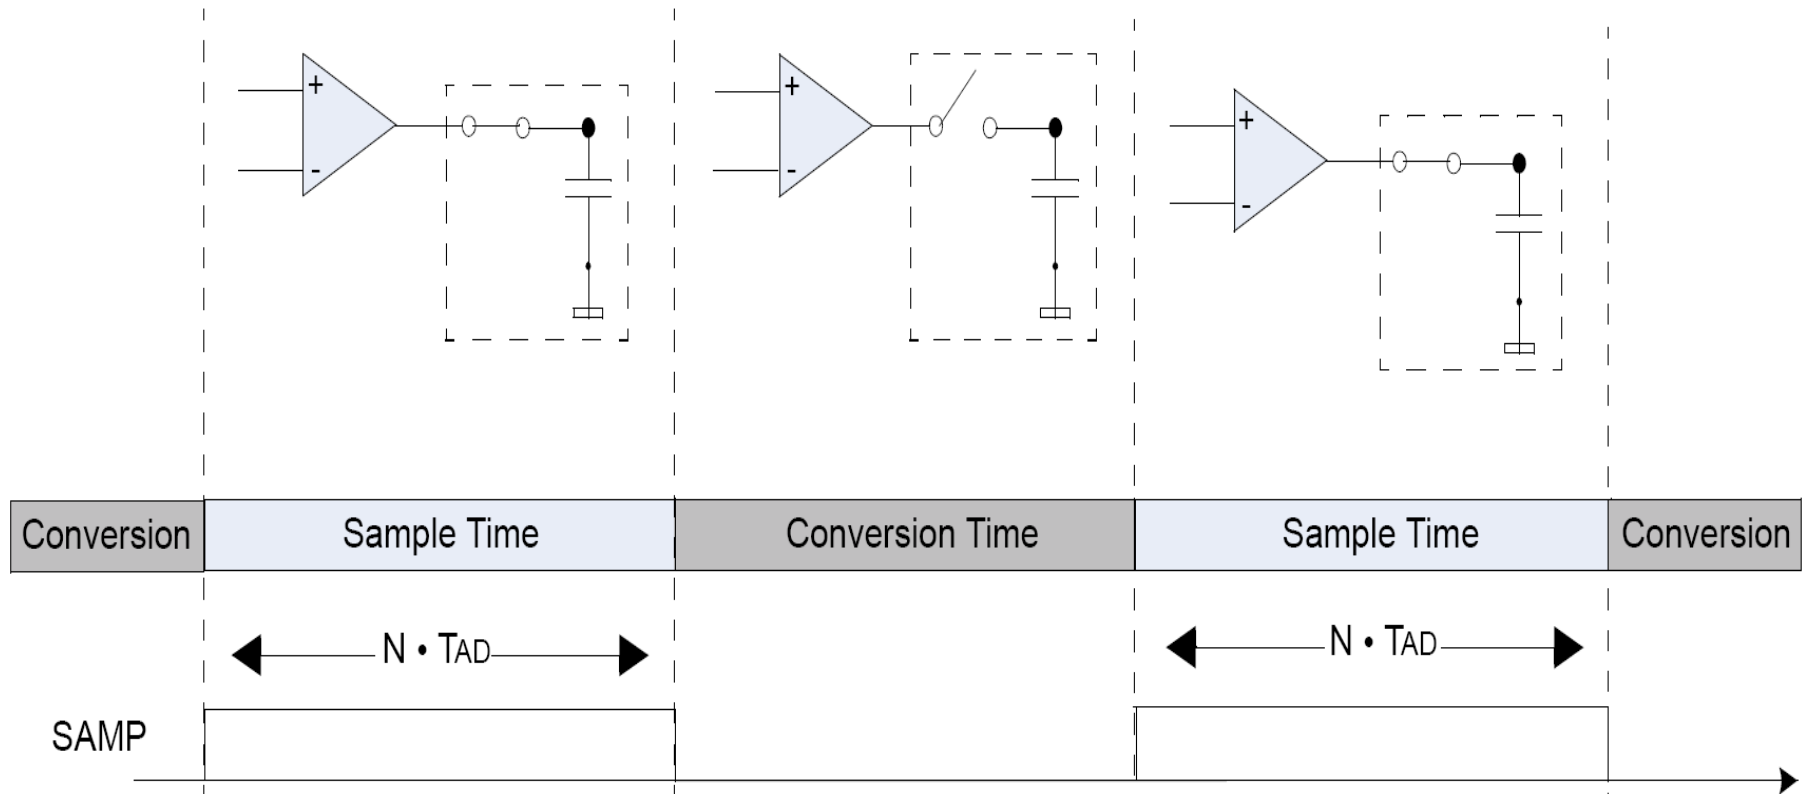 +
-
+
-
+
-
Conversion
Sample Time
Conversion Time
Sample Time
Conversion
N • TAD
N • TAD
SAMP